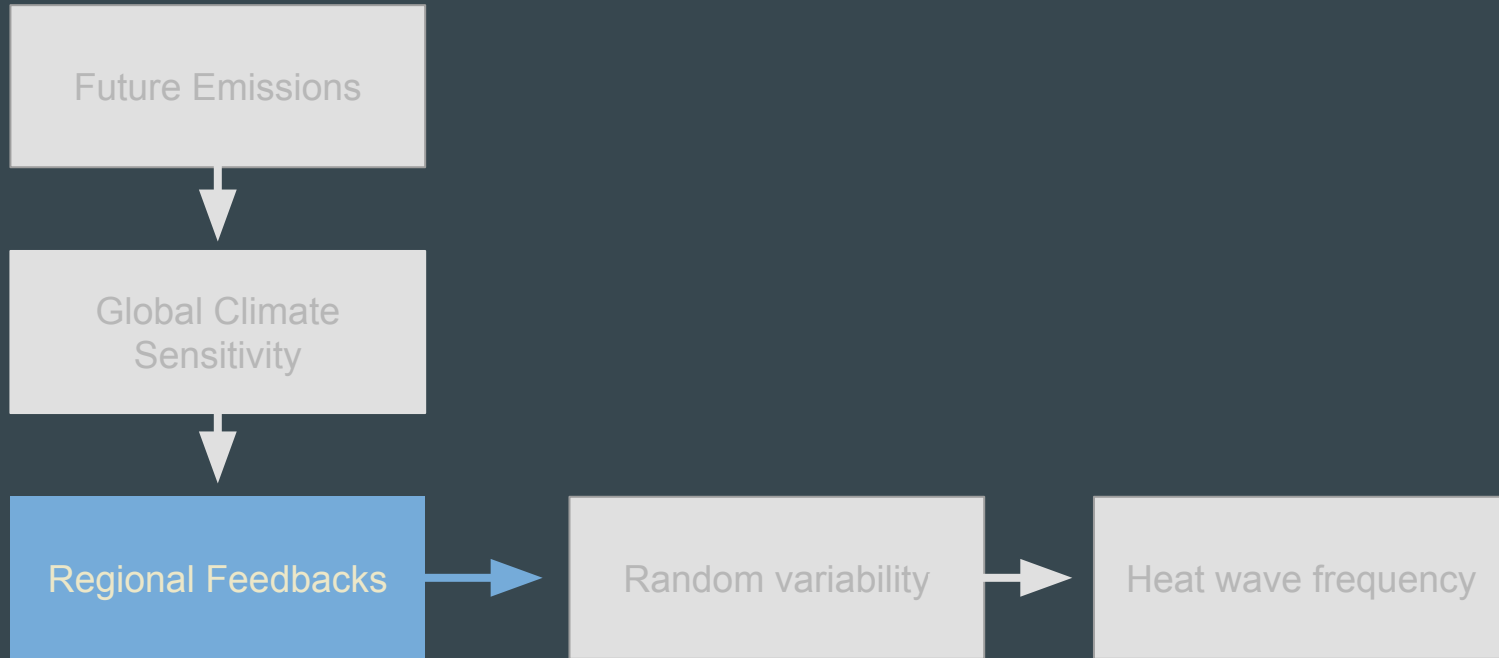 Future Emissions
Global Climate
Sensitivity
Regional Feedbacks
Random variability
Heat wave frequency